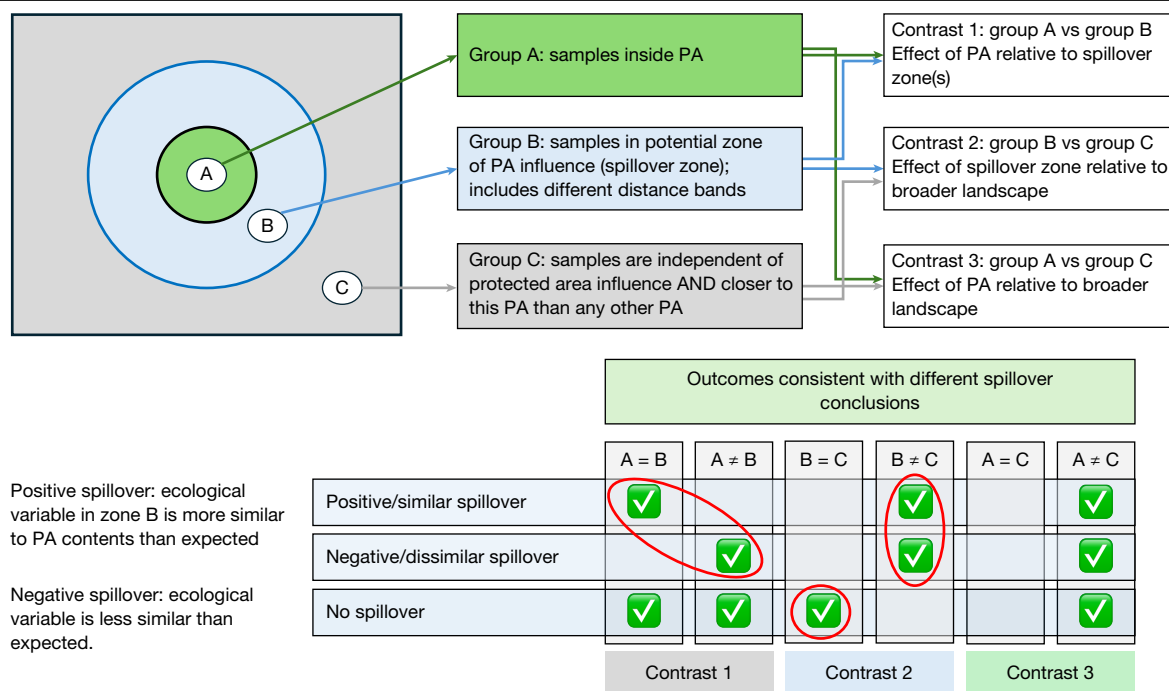 A
B
C
Group A: samples inside PA
Group B: samples in potential zone
of PA influence (spillover zone);
includes different distance bands
Group C: samples are independent of
protected area influence AND closer to
this PA than any other PA
Contrast 1: group A vs group B
Effect of PA relative to spillover
zone(s)
Contrast 2: group B vs group C
Effect of spillover zone relative to
broader landscape
Contrast 3: group A vs group C
Effect of PA relative to broader
landscape
Outcomes consistent with different spillover
conclusions
A = B
A ≠ B
B = C
B ≠ C
A = C
A ≠ C
Positive spillover: ecological
variable in zone B is more similar
to PA contents than expected
Negative spillover: ecological
variable is less similar than
expected.
Positive/similar spillover
Negative/dissimilar spillover
No spillover
Contrast 1
Contrast 2
Contrast 3